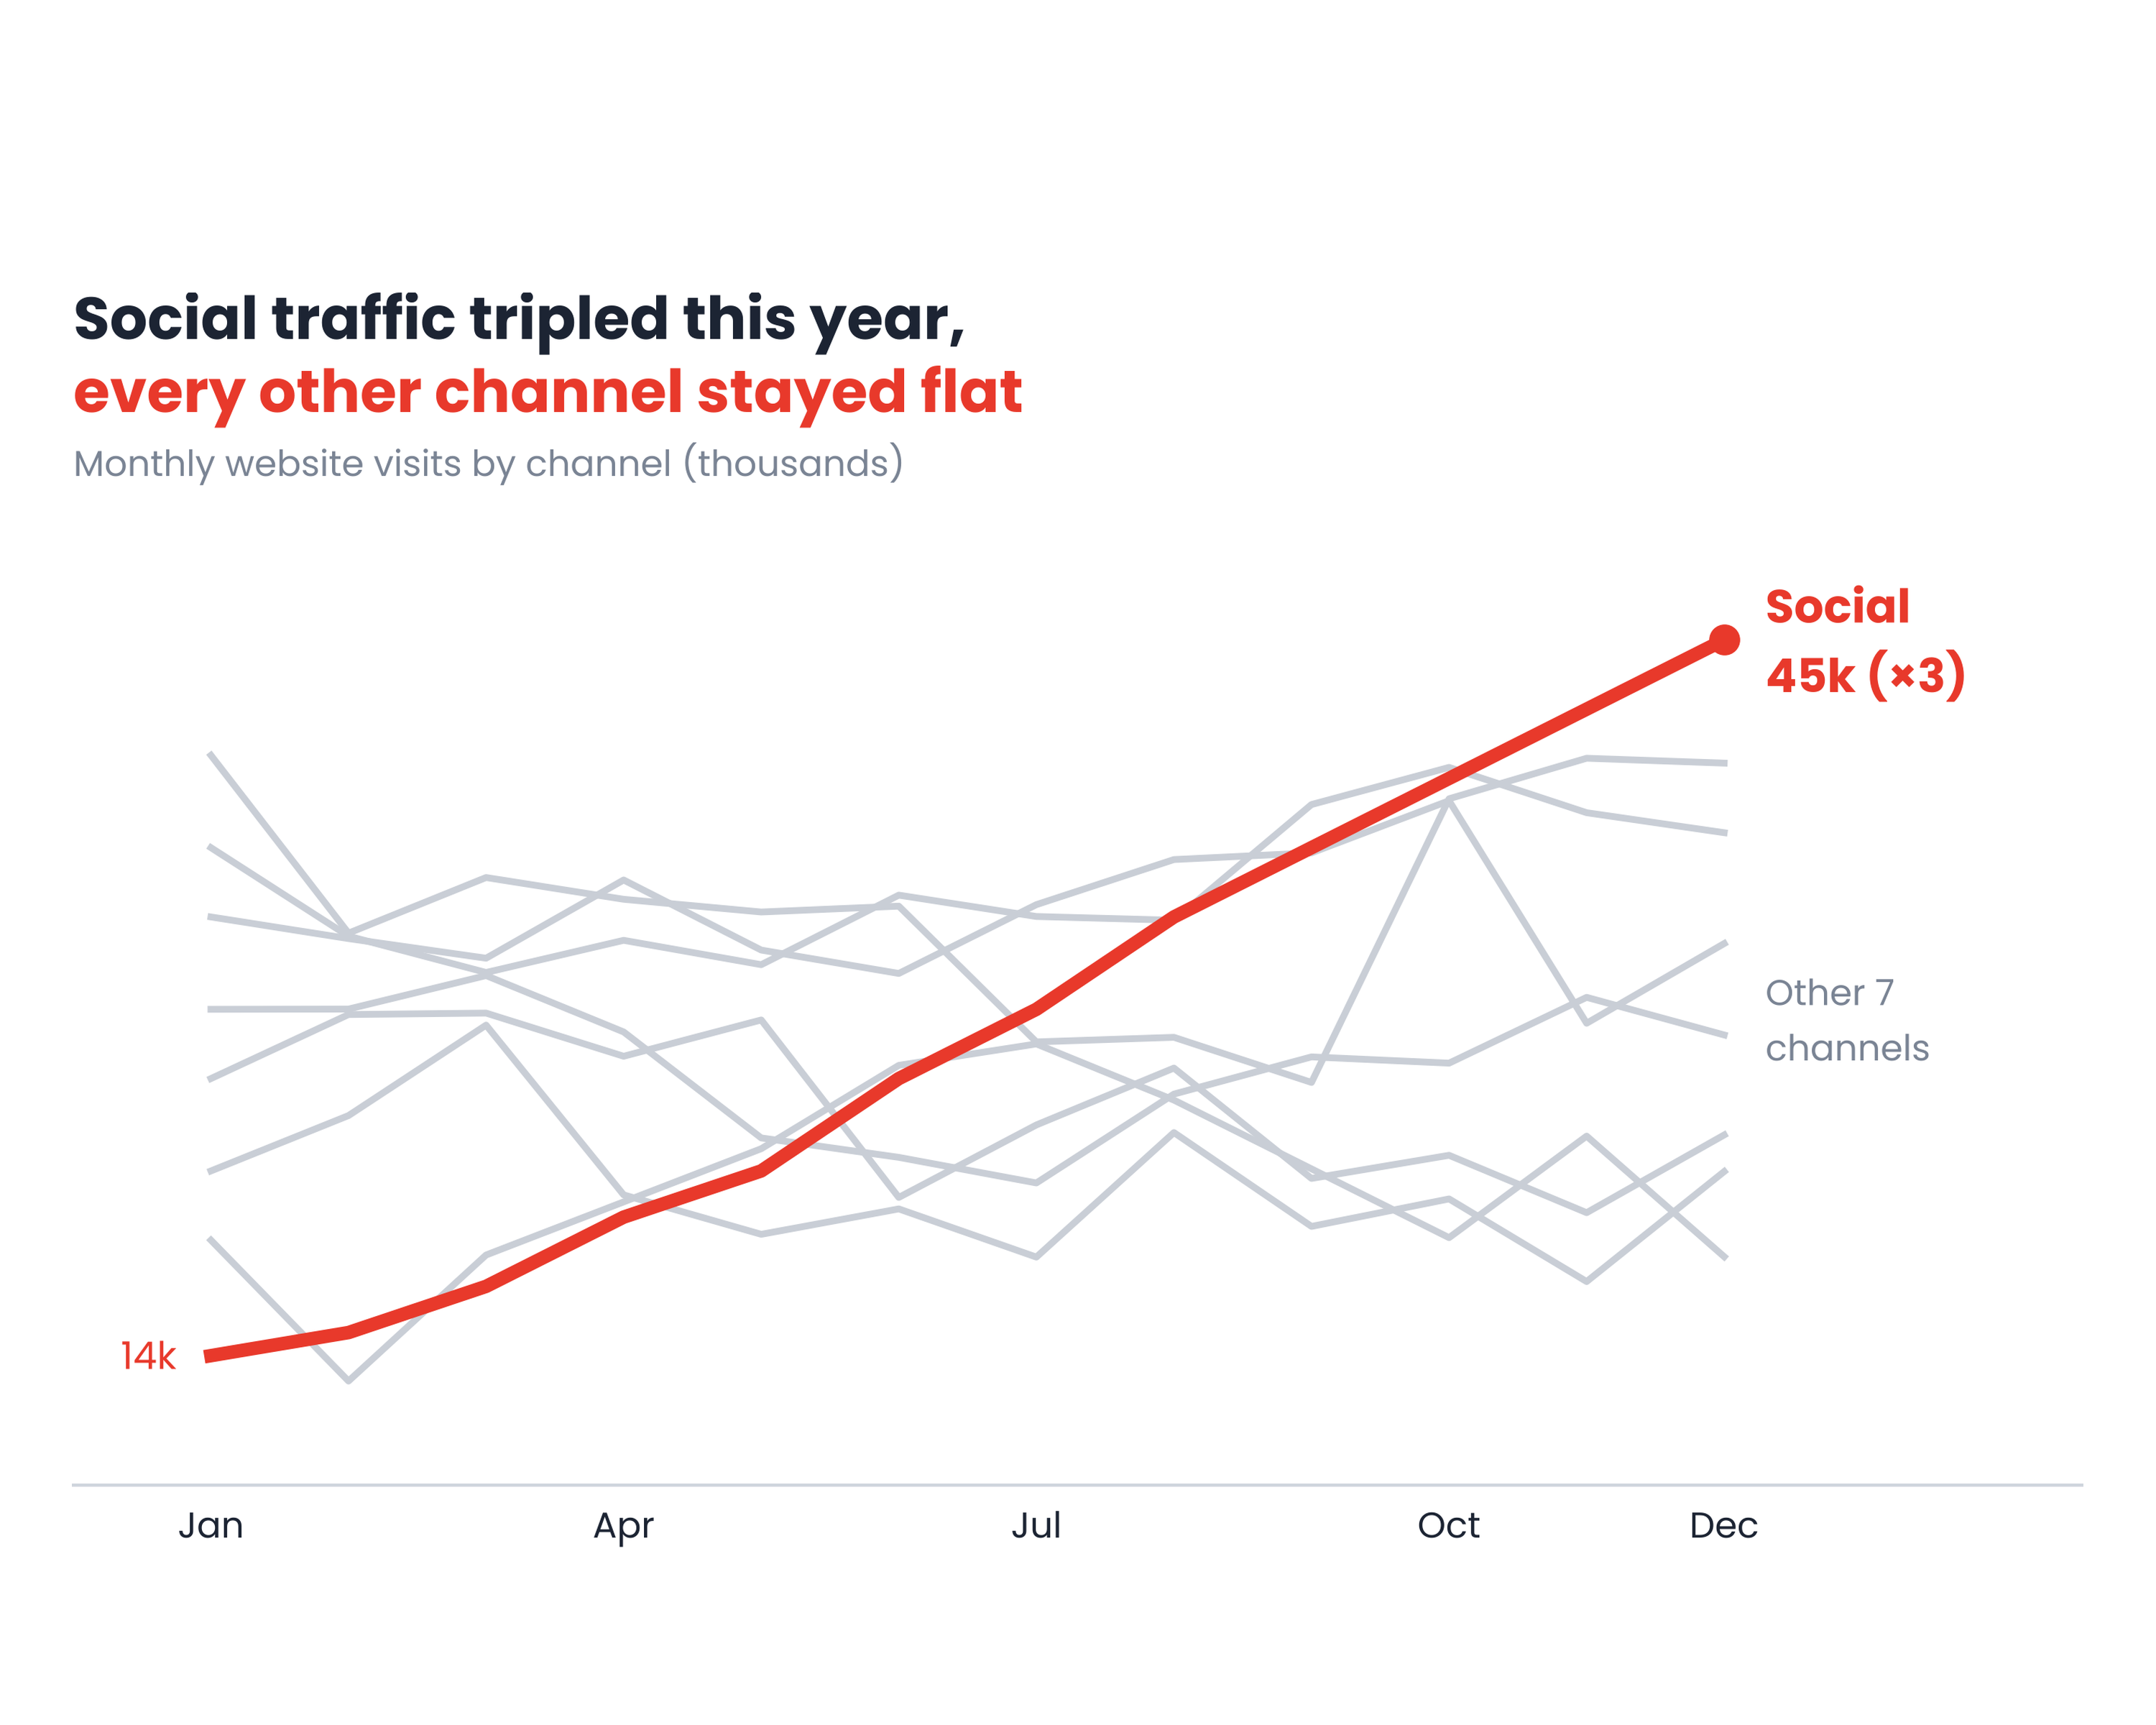 Social traffic tripled this year,
every other channel stayed flat
Monthly website visits by channel (thousands)
Social
45k (×3)
Other 7
channels
14k
Jan Apr Jul Oct Dec